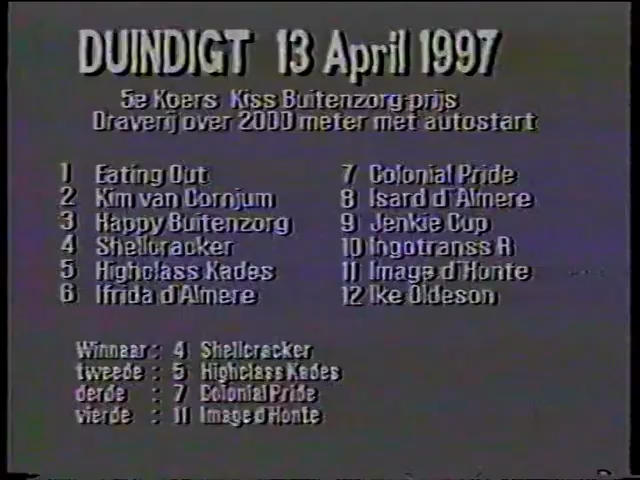 DUINDIGT 13 April 1997
5e Koers Kiss Buitenzorg-prijs
Draverij over 2000 meter met autostart
1 Eating Out
2 Kim van Cornjum
3 Happy Buitenzorg
4 Shellcracker
5 Highclass Kades
6 Ifrida d'Almere
7 Colonial Pride
8 Isard d'Almere
9 Jenkie Cup
10 Ingotranss R
11 Image d'Honte
12 Ike Oldeson
Winnaar : 4 Shellcracker
tweede : 5 Highclass Kades
derde : 7 Colonial Pride
vierde : 11 Image d'Honte